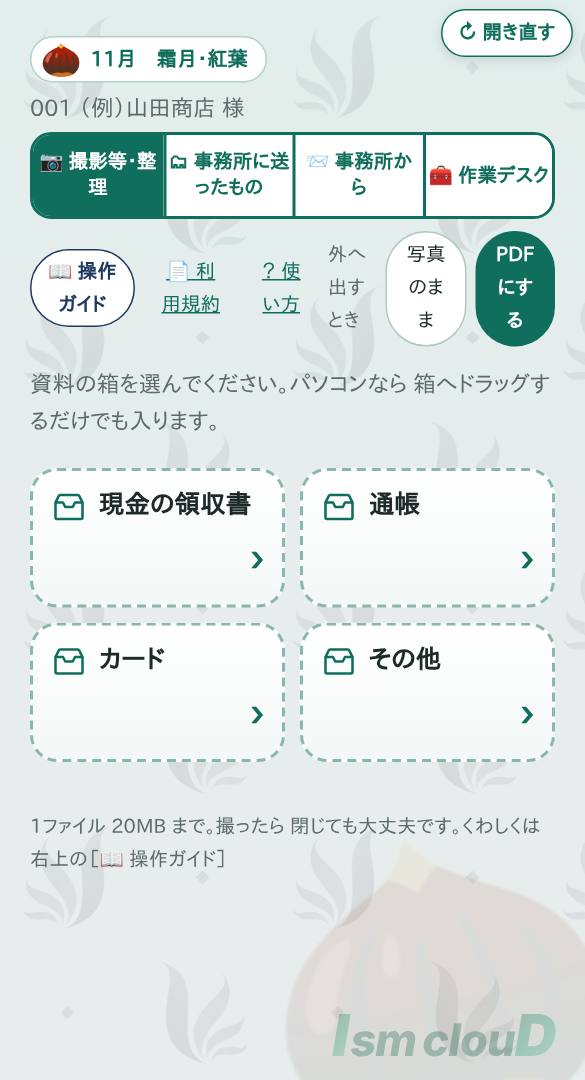 開き直す
11月 霜月･紅葉
001 (例)山田商店 様
撮影等･整
理
事務所に送
ったもの
事務所か
ら
作業デスク
操作
ガイド
利
用規約
? 使
い方
外へ
出す
とき
写真
のま
ま
PDF
にす
る
資料の箱を選んでください。パソコンなら 箱へドラッグす
るだけでも入ります。
現金の領収書
通帳
カード
その他
1ファイル 20MB まで。撮ったら 閉じても大丈夫です。くわしくは
右上の[📖 操作ガイド]
Ism clouD